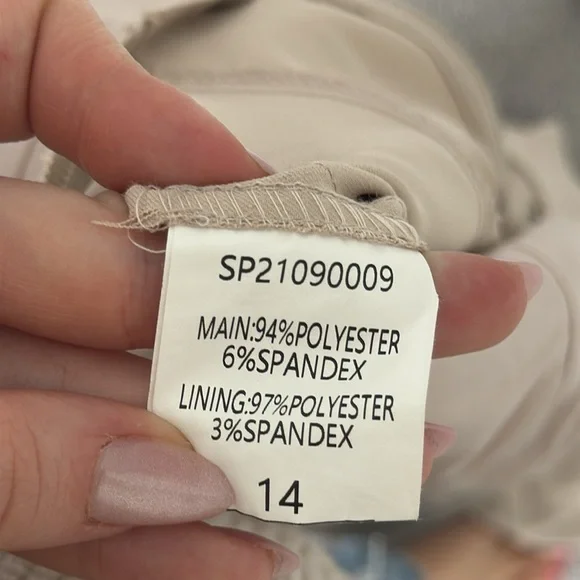 SP21090009
MAIN:94%POLYESTER
6%SPANDEX
LINING:97%POLYESTER
3%SPANDEX
14